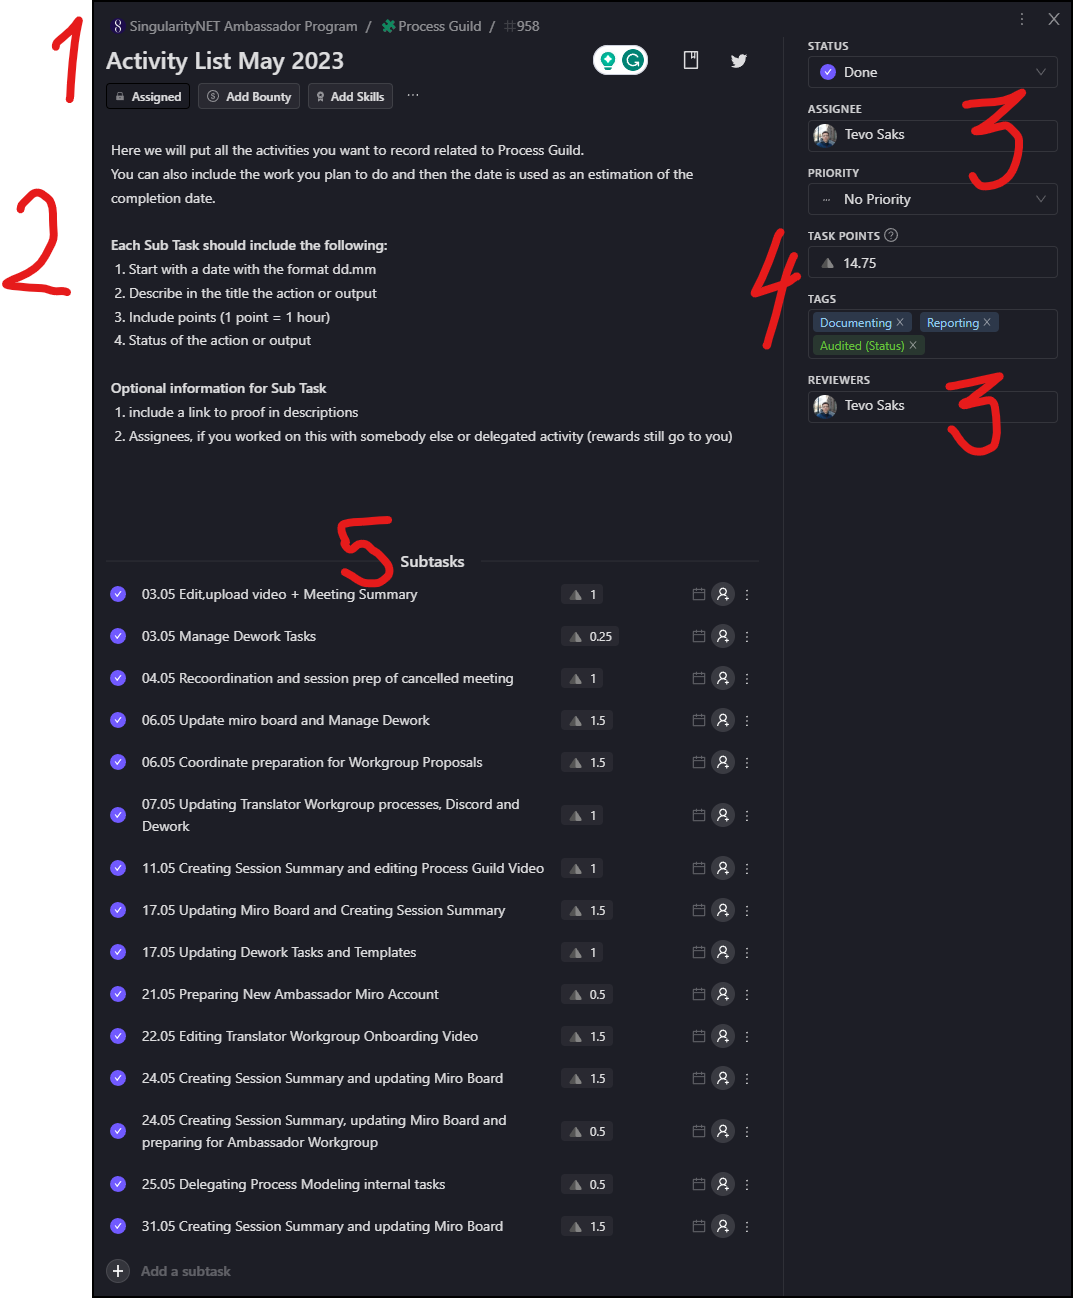 1
SingularityNET Ambassador Program / Process Guild / #958
Activity List May 2023
Assigned Add Bounty Add Skills ...
2
Here we will put all the activities you want to record related to Process Guild.
You can also include the work you plan to do and then the date is used as an estimation of the
completion date.
Each Sub Task should include the following:
1. Start with a date with the format dd.mm
2. Describe in the title the action or output
3. Include points (1 point = 1 hour)
4. Status of the action or output
Optional information for Sub Task
1. include a link to proof in descriptions
2. Assignees, if you worked on this with somebody else or delegated activity (rewards still go to you)
5
Subtasks
03.05 Edit,upload video + Meeting Summary 1
03.05 Manage Dework Tasks 0.25
04.05 Recoordination and session prep of cancelled meeting 1
06.05 Update miro board and Manage Dework 1.5
06.05 Coordinate preparation for Workgroup Proposals 1.5
07.05 Updating Translator Workgroup processes, Discord and
Dework 1
11.05 Creating Session Summary and editing Process Guild Video 1
17.05 Updating Miro Board and Creating Session Summary 1.5
17.05 Updating Dework Tasks and Templates 1
21.05 Preparing New Ambassador Miro Account 0.5
22.05 Editing Translator Workgroup Onboarding Video 1.5
24.05 Creating Session Summary and updating Miro Board 1.5
24.05 Creating Session Summary, updating Miro Board and
preparing for Ambassador Workgroup 0.5
25.05 Delegating Process Modeling internal tasks 0.5
31.05 Creating Session Summary and updating Miro Board 1.5
Add a subtask
STATUS
Done
ASSIGNEE
Tevo Saks
3
PRIORITY
No Priority
4
TASK POINTS ?
14.75
TAGS
Documenting X Reporting X
Audited (Status) X
REVIEWERS
Tevo Saks
3